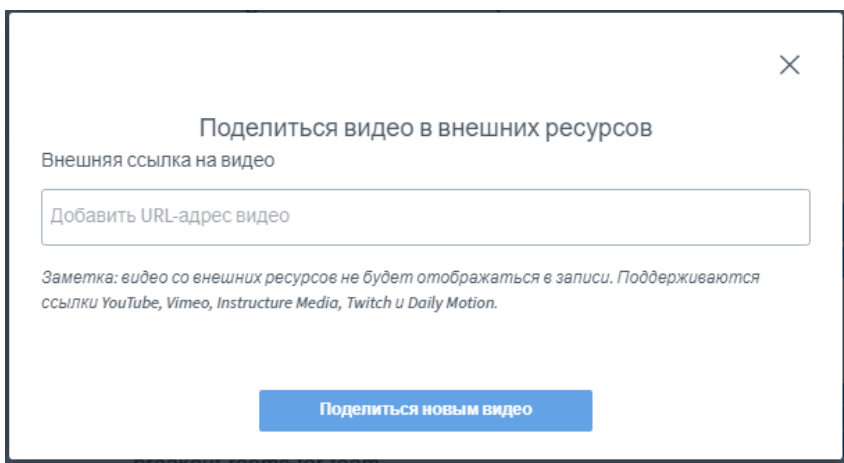 Поделиться видео в внешних ресурсов
Внешняя ссылка на видео
Добавить URL-адрес видео
Заметка: видео со внешних ресурсов не будет отображаться в записи. Поддерживаются
ссылки YouTube, Vimeo, Instructure Media, Twitch и Daily Motion.
Поделиться новым видео